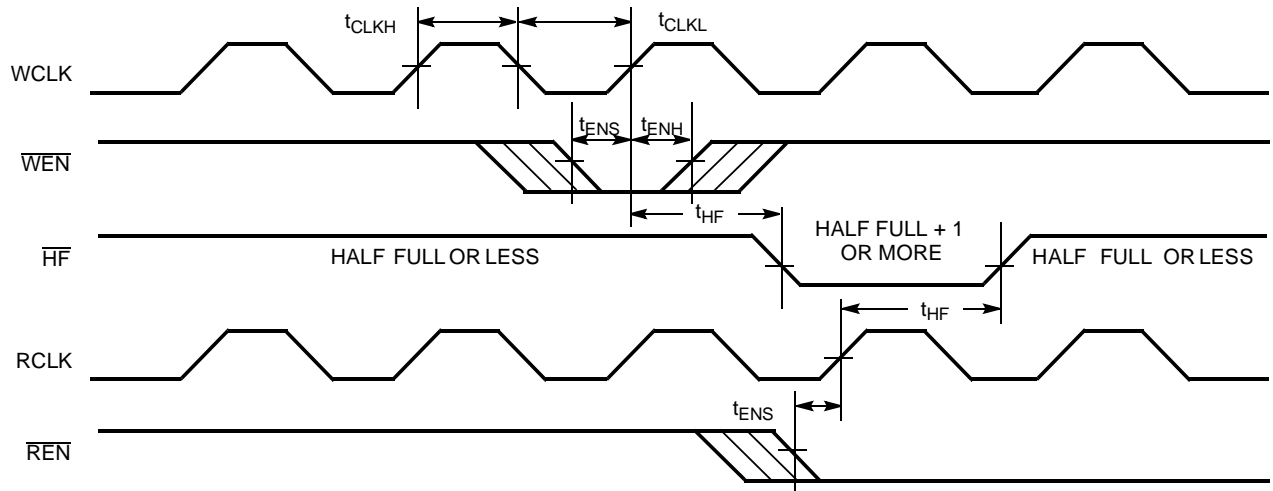 tCLKH
tCLKL
WCLK
tENS
tENH
WEN
tHF
HALF FULL + 1
OR MORE
HF
HALF FULL OR LESS
HALF FULL OR LESS
tHF
RCLK
tENS
REN